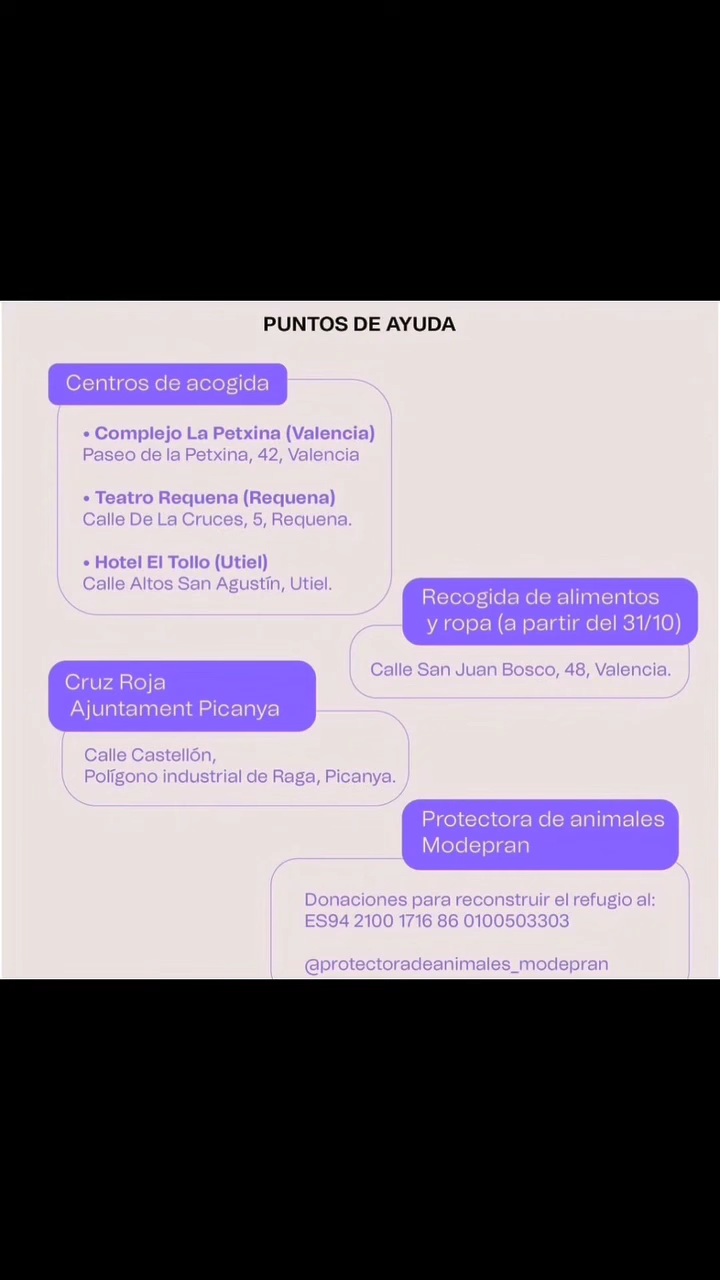 PUNTOS DE AYUDA
Centros de acogida
• Complejo La Petxina (Valencia)
Paseo de la Petxina, 42, Valencia
• Teatro Requena (Requena)
Calle De La Cruces, 5, Requena.
• Hotel El Tollo (Utiel)
Calle Altos San Agustín, Utiel.
Recogida de alimentos
y ropa (a partir del 31/10)
Calle San Juan Bosco, 48, Valencia.
Cruz Roja
Ajuntament Picanya
Calle Castellón,
Polígono industrial de Raga, Picanya.
Protectora de animales
Modepran
Donaciones para reconstruir el refugio al:
ES94 2100 1716 86 0100503303
@protectoradeanimales_modepran